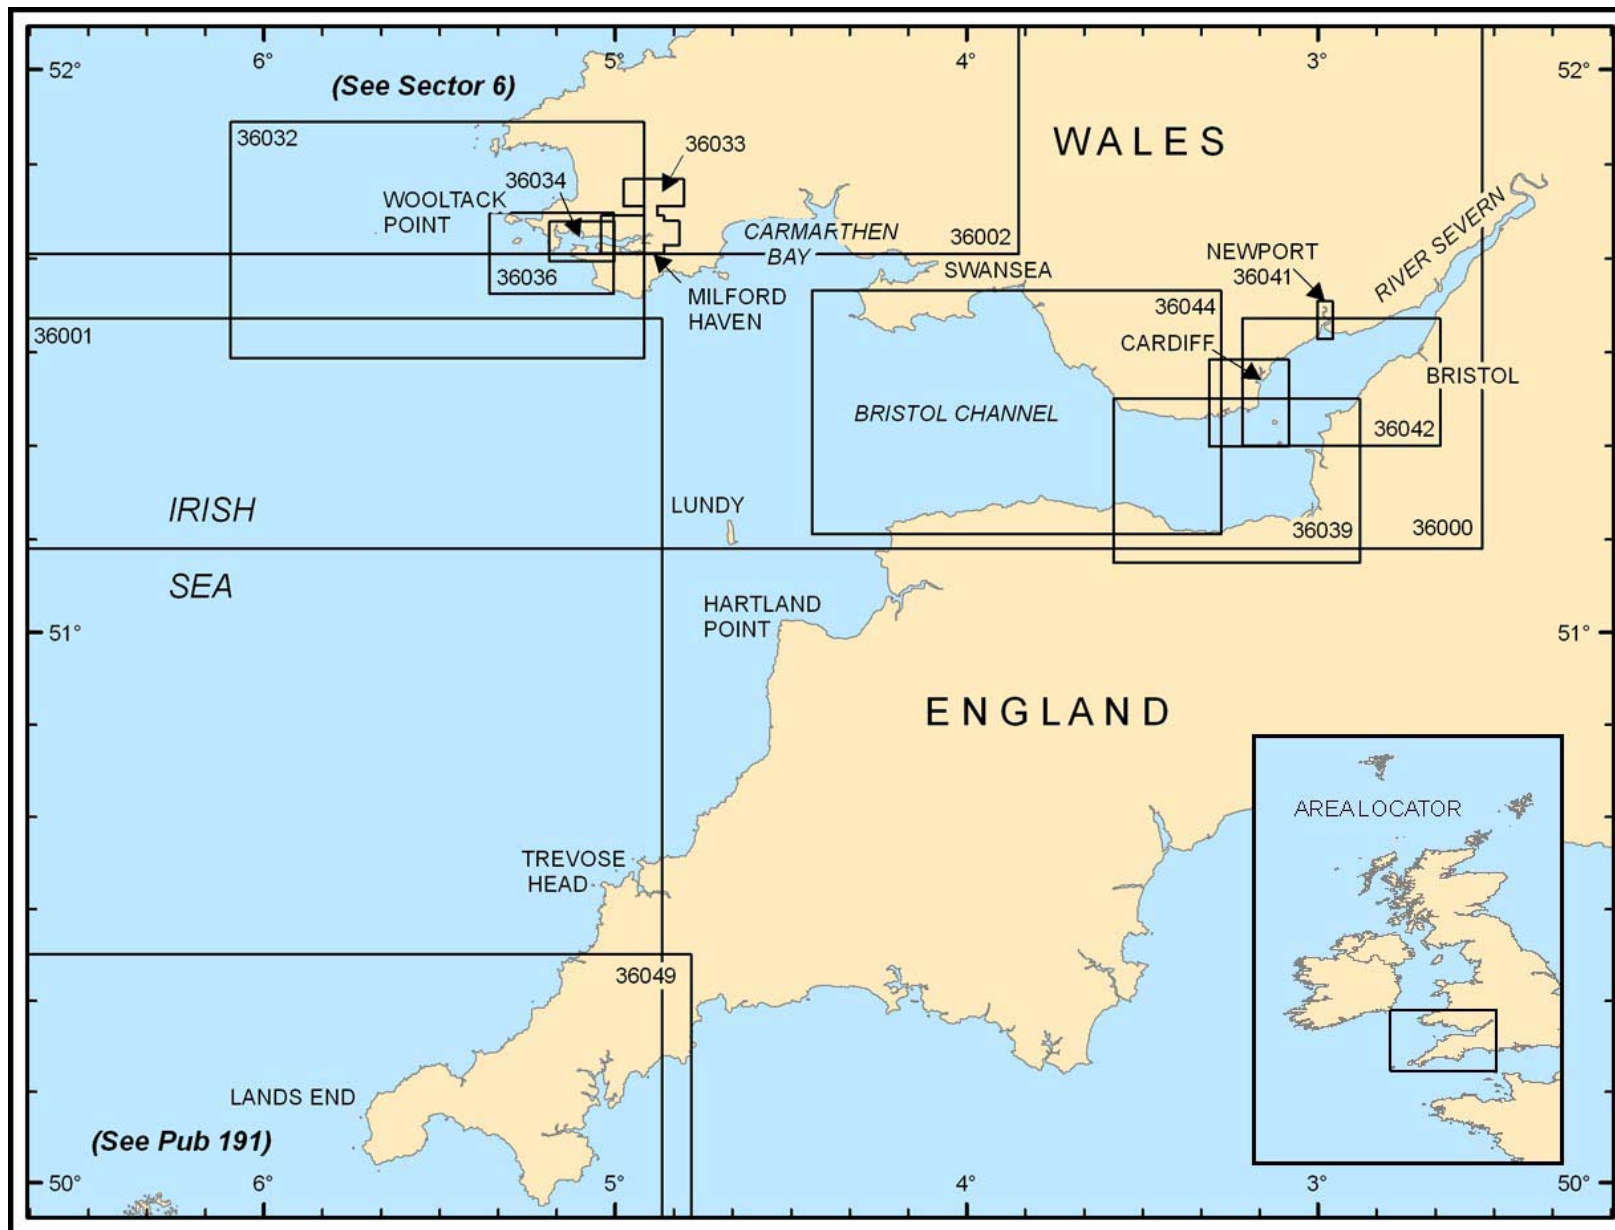 6°
5°
4°
3°
52°
52°
(See Sector 6)
36032
36033
WALES
36034
WOOLTACK
POINT
CARMARTHEN
BAY
36002
RIVER SEVERN
NEWPORT
36041
SWANSEA
36036
MILFORD
HAVEN
36044
36001
CARDIFF
BRISTOL
BRISTOL CHANNEL
36042
IRISH
SEA
LUNDY
36039
36000
HARTLAND
POINT
51°
51°
ENGLAND
AREA LOCATOR
TREVOSE
HEAD
36049
LANDS END
(See Pub 191)
50°
6°
5°
4°
3°
50°